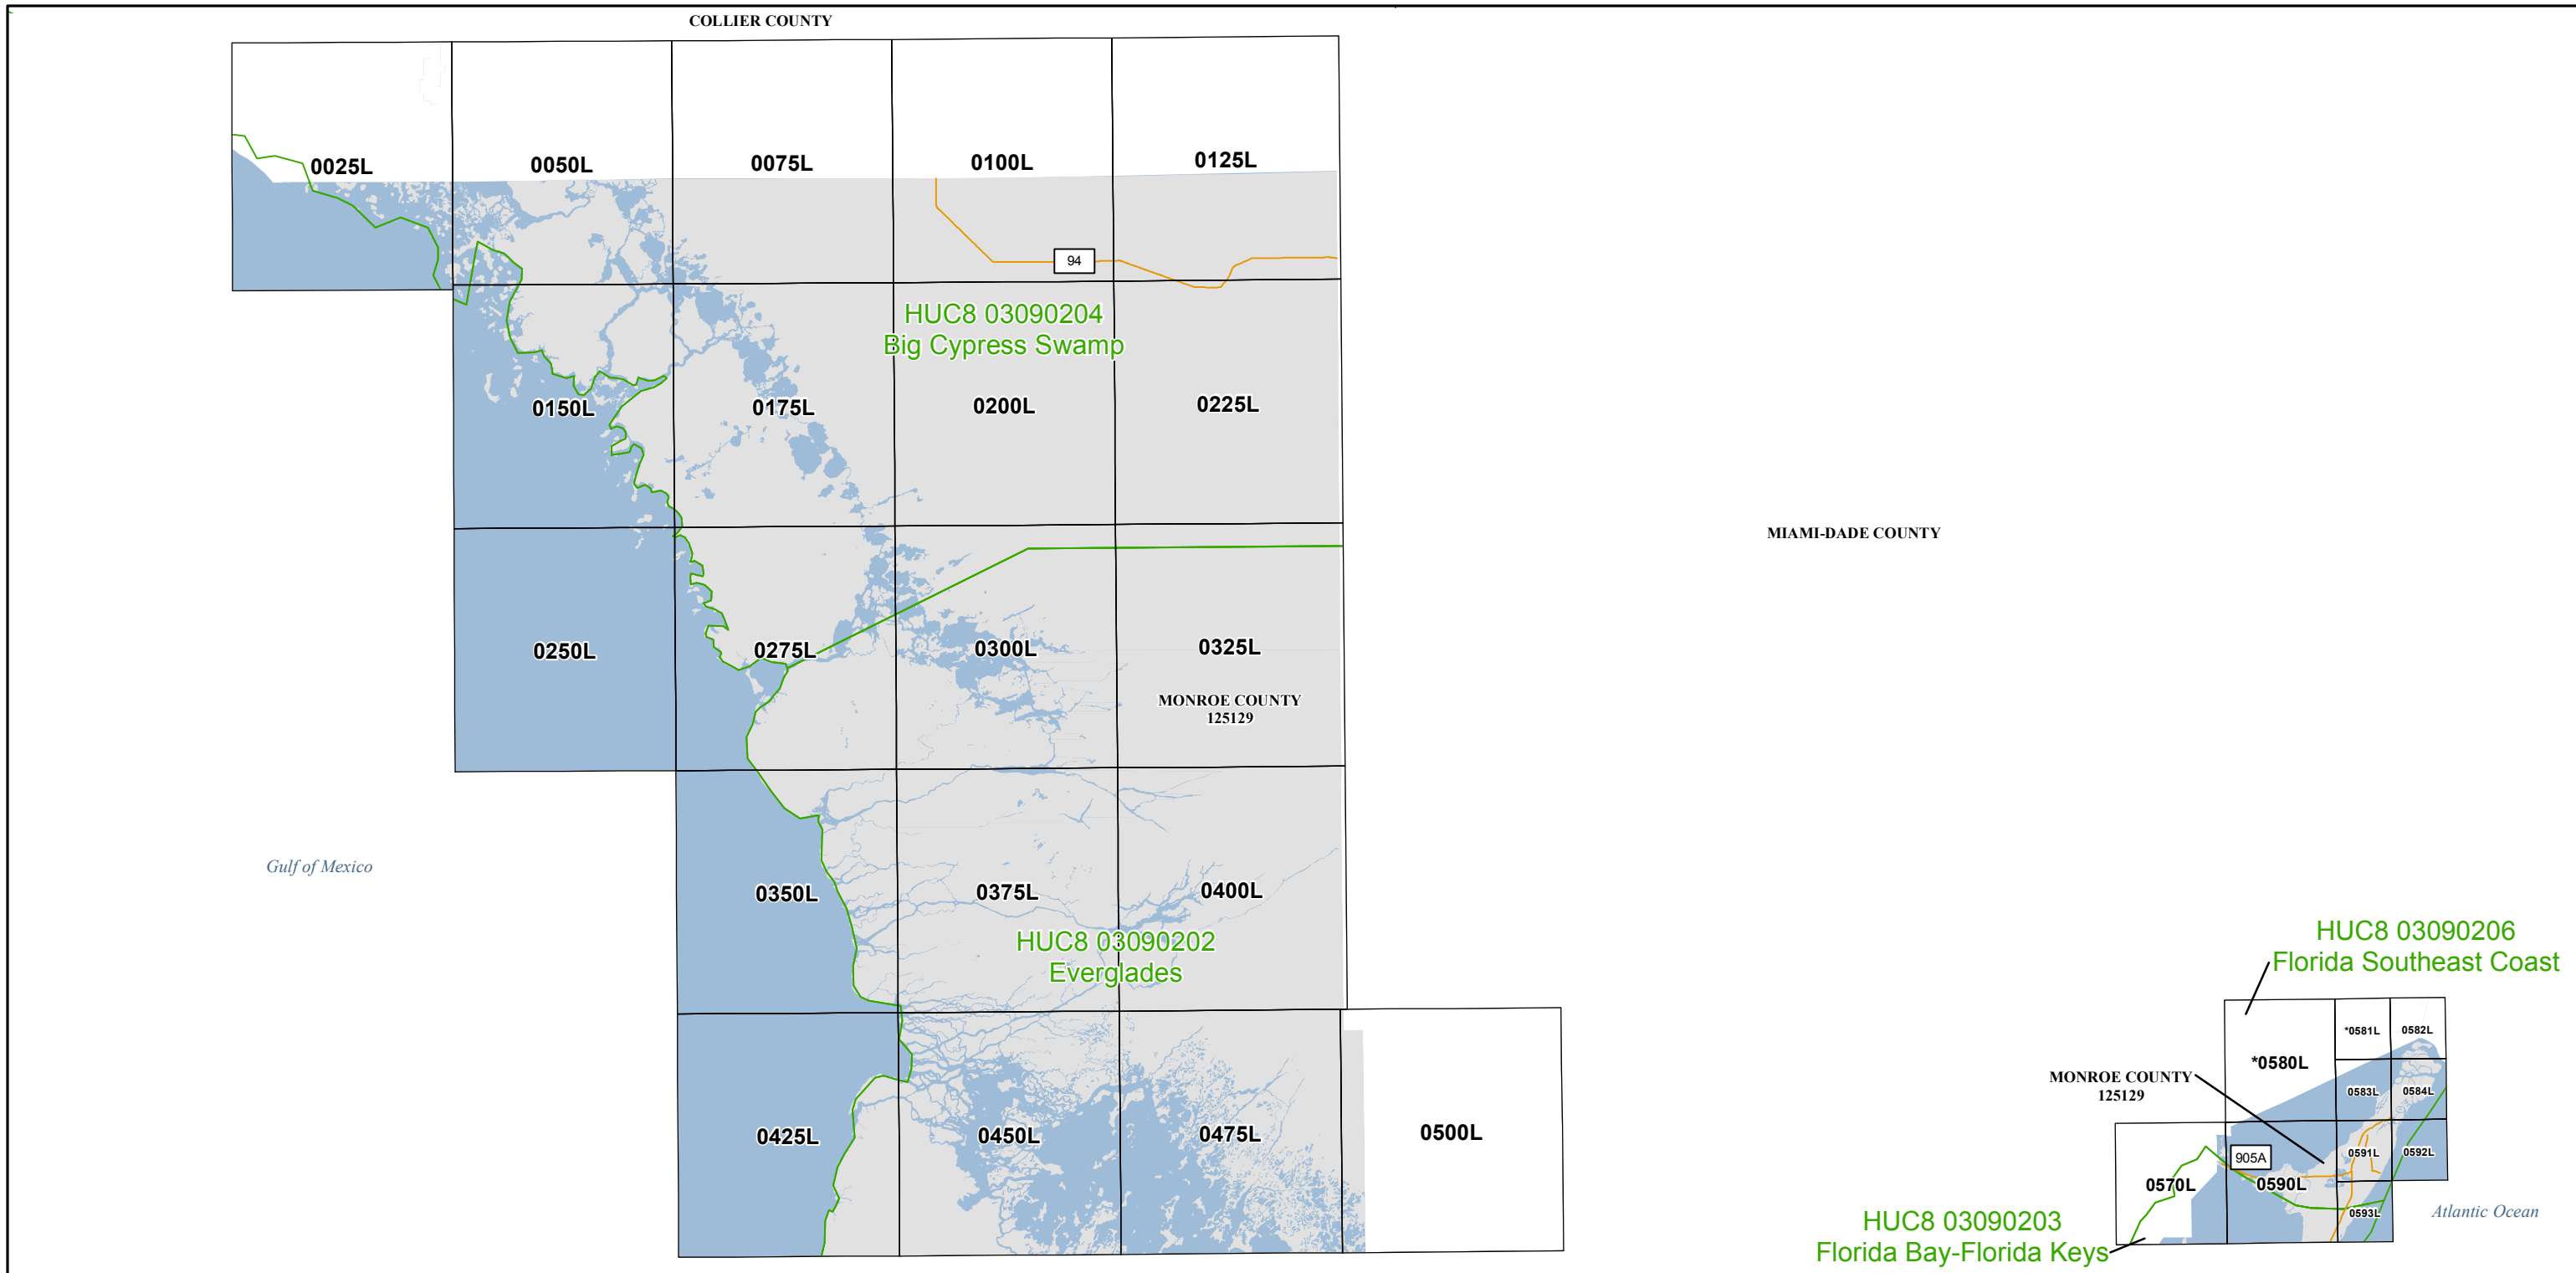 COLLIER COUNTY
0025L
0050L
0075L
0100L
0125L
94
HUC8 03090204
Big Cypress Swamp
0150L
0175L
0200L
0225L
MIAMI-DADE COUNTY
0250L
0275L
0300L
0325L
MONROE COUNTY
125129
Gulf of Mexico
0350L
0375L
0400L
HUC8 03090202
Everglades
0425L
0450L
0475L
0500L
HUC8 03090206
Florida Southeast Coast
*0580L
*0581L
0582L
MONROE COUNTY
125129
0583L
0584L
905A
0570L
0590L
0591L
0592L
0593L
Atlantic Ocean
HUC8 03090203
Florida Bay-Florida Keys